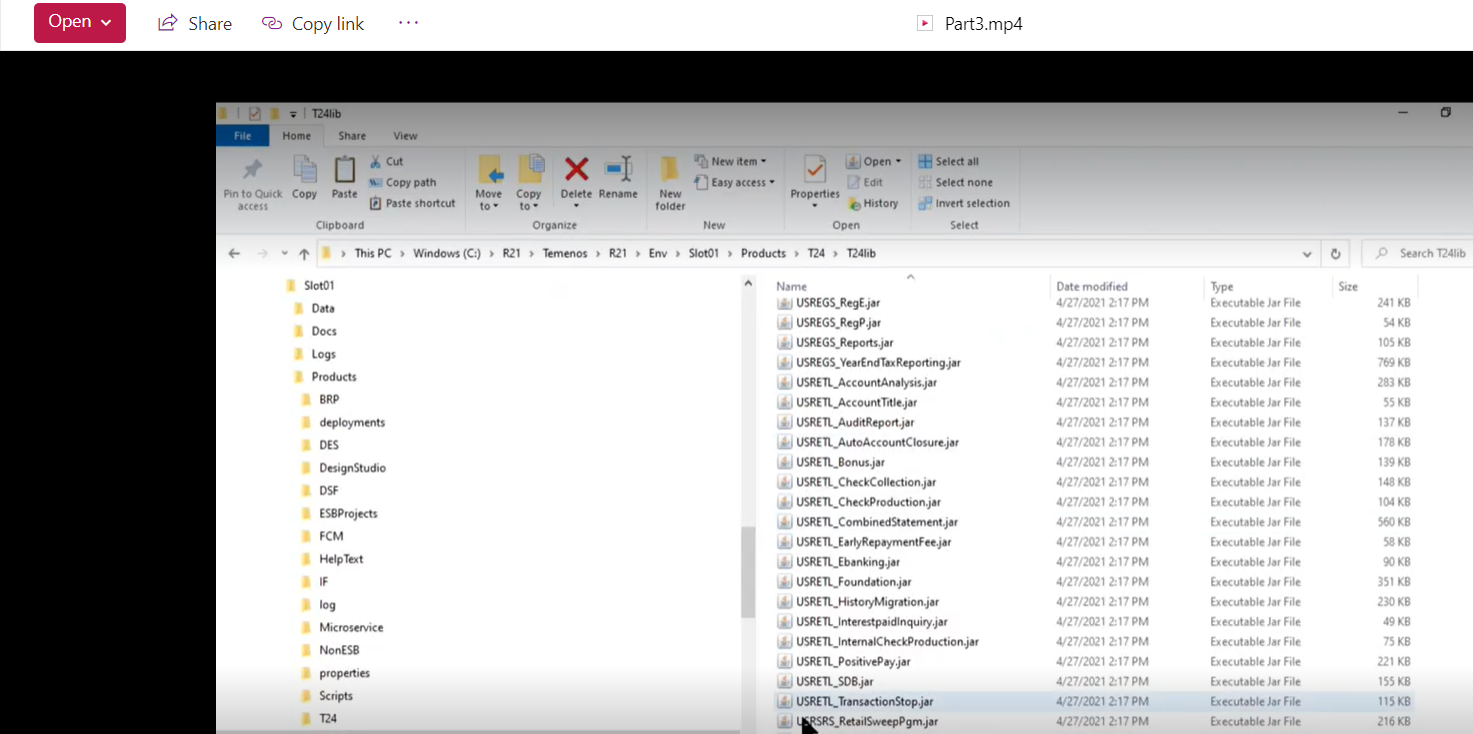 Open Share Copy link ··· Part3.mp4
T24lib
File Home Share View
Pin to Quick access Copy Paste Cut Copy path Paste shortcut
Move to Copy to Delete Rename New folder New item Easy access
Properties Open Edit History Select all Select none Invert selection
Clipboard Organize New Open Select
This PC > Windows (C:) > R21 > Temenos > R21 > Env > Slot01 > Products > T24 > T24lib Search T24lib
Slot01
Data
Docs
Logs
Products
BRP
deployments
DES
DesignStudio
DSF
ESBProjects
FCM
HelpText
IF
log
Microservice
NonESB
properties
Scripts
T24
Name Date modified Type Size
USREGS_RegE.jar 4/27/2021 2:17 PM Executable Jar File 241 KB
USREGS_RegP.jar 4/27/2021 2:17 PM Executable Jar File 54 KB
USREGS_Reports.jar 4/27/2021 2:17 PM Executable Jar File 105 KB
USREGS_YearEndTaxReporting.jar 4/27/2021 2:17 PM Executable Jar File 769 KB
USRETL_AccountAnalysis.jar 4/27/2021 2:17 PM Executable Jar File 283 KB
USRETL_AccountTitle.jar 4/27/2021 2:17 PM Executable Jar File 55 KB
USRETL_AuditReport.jar 4/27/2021 2:17 PM Executable Jar File 137 KB
USRETL_AutoAccountClosure.jar 4/27/2021 2:17 PM Executable Jar File 178 KB
USRETL_Bonus.jar 4/27/2021 2:17 PM Executable Jar File 139 KB
USRETL_CheckCollection.jar 4/27/2021 2:17 PM Executable Jar File 148 KB
USRETL_CheckProduction.jar 4/27/2021 2:17 PM Executable Jar File 104 KB
USRETL_CombinedStatement.jar 4/27/2021 2:17 PM Executable Jar File 560 KB
USRETL_EarlyRepaymentFee.jar 4/27/2021 2:17 PM Executable Jar File 58 KB
USRETL_Ebanking.jar 4/27/2021 2:17 PM Executable Jar File 90 KB
USRETL_Foundation.jar 4/27/2021 2:17 PM Executable Jar File 351 KB
USRETL_HistoryMigration.jar 4/27/2021 2:17 PM Executable Jar File 230 KB
USRETL_InterestpaidInquiry.jar 4/27/2021 2:17 PM Executable Jar File 49 KB
USRETL_InternalCheckProduction.jar 4/27/2021 2:17 PM Executable Jar File 75 KB
USRETL_PositivePay.jar 4/27/2021 2:17 PM Executable Jar File 221 KB
USRETL_SDB.jar 4/27/2021 2:17 PM Executable Jar File 155 KB
USRETL_TransactionStop.jar 4/27/2021 2:17 PM Executable Jar File 115 KB
USRSRS_RetailSweepPgm.jar 4/27/2021 2:17 PM Executable Jar File 216 KB